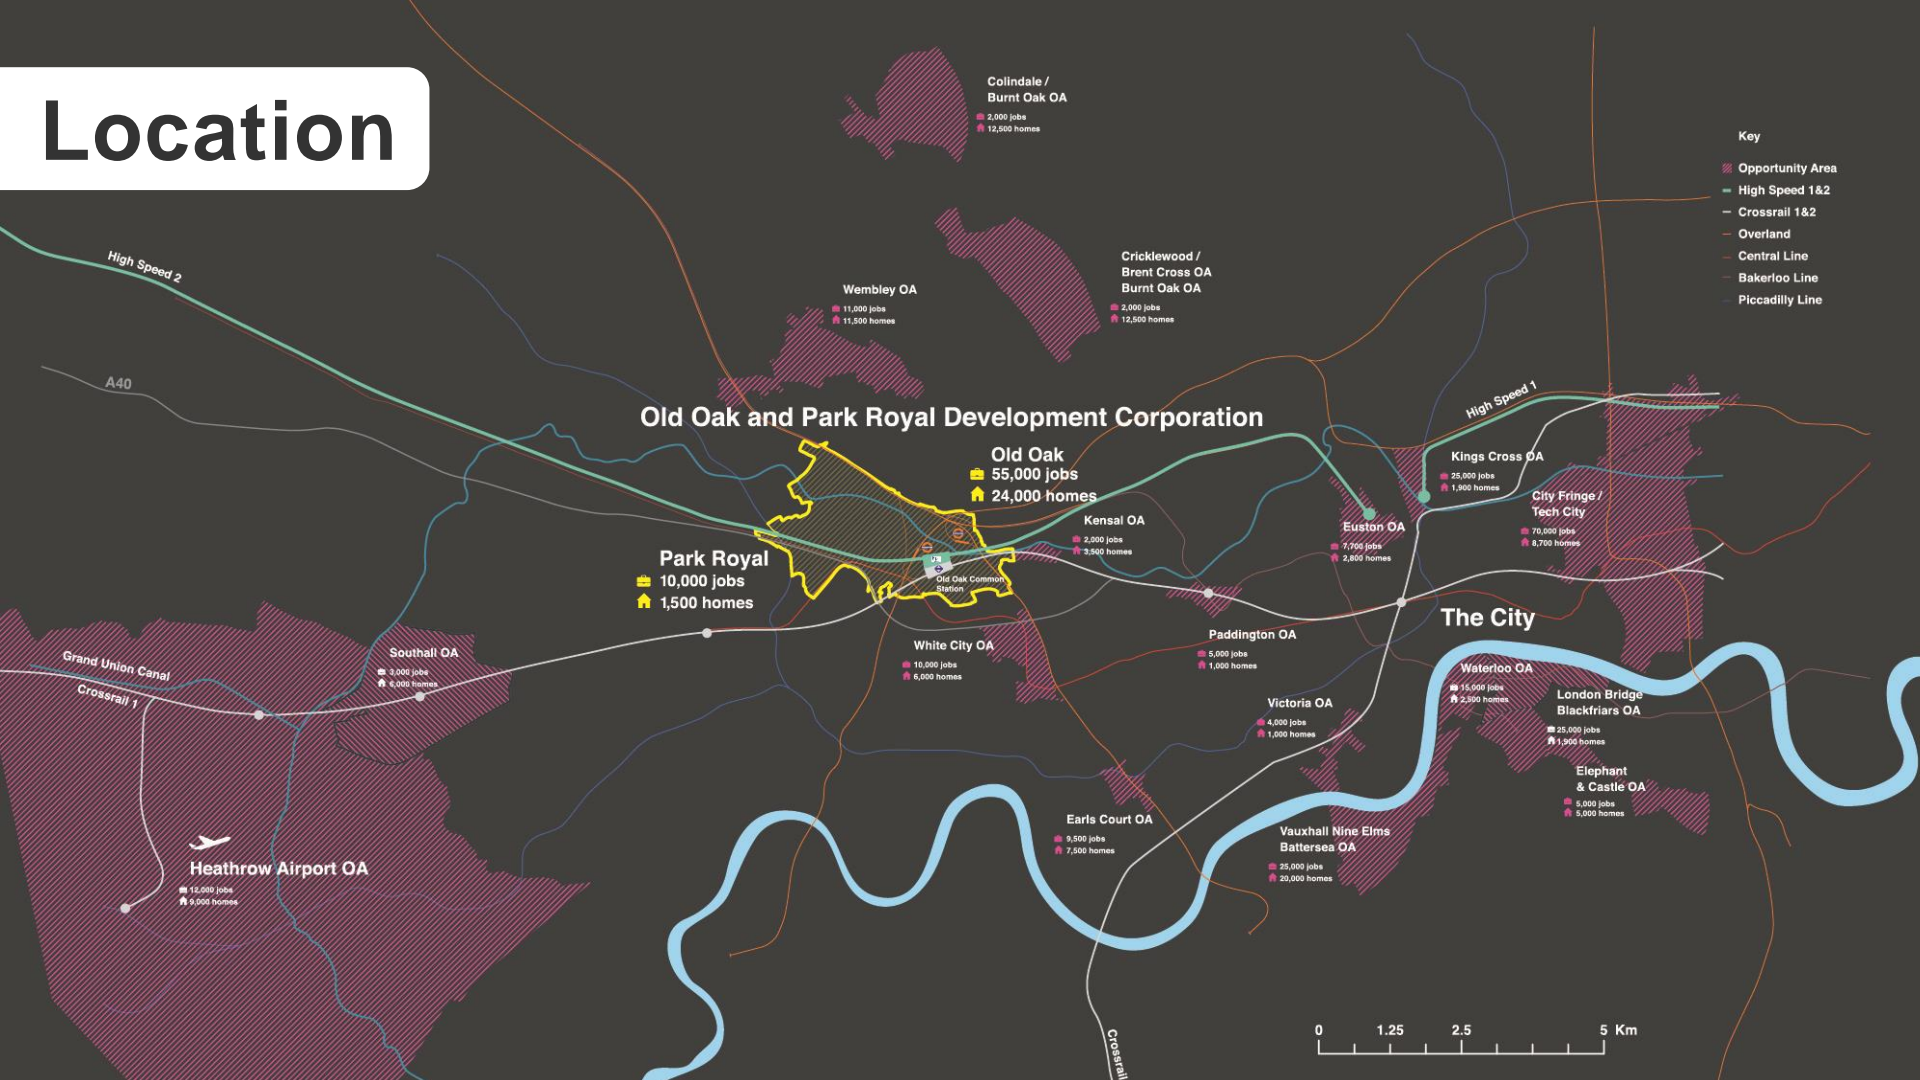 Location
Colindale /
Burnt Oak OA
2,000 jobs
12,500 homes
Key
Opportunity Area
High Speed 1&2
Crossrail 1&2
Overland
Central Line
Bakerloo Line
Piccadilly Line
High Speed 2
Cricklewood /
Brent Cross OA
Burnt Oak OA
2,000 jobs
12,500 homes
Wembley OA
11,000 jobs
11,500 homes
A40
High Speed 1
Old Oak and Park Royal Development Corporation
Old Oak
55,000 jobs
24,000 homes
Kings Cross OA
25,000 jobs
1,900 homes
City Fringe /
Tech City
70,000 jobs
8,700 homes
Kensal OA
2,000 jobs
3,500 homes
Euston OA
7,700 jobs
2,800 homes
Park Royal
10,000 jobs
1,500 homes
Old Oak Common
Station
The City
White City OA
10,000 jobs
6,000 homes
Paddington OA
5,000 jobs
1,000 homes
Southall OA
3,000 jobs
6,000 homes
Grand Union Canal
Crossrail 1
Waterloo OA
15,000 jobs
2,500 homes
London Bridge
Blackfriars OA
25,000 jobs
1,900 homes
Victoria OA
4,000 jobs
1,000 homes
Elephant
& Castle OA
5,000 jobs
5,000 homes
Earls Court OA
9,500 jobs
7,500 homes
Vauxhall Nine Elms
Battersea OA
25,000 jobs
20,000 homes
Heathrow Airport OA
12,000 jobs
9,000 homes
0 1.25 2.5 5 Km
Crossrail